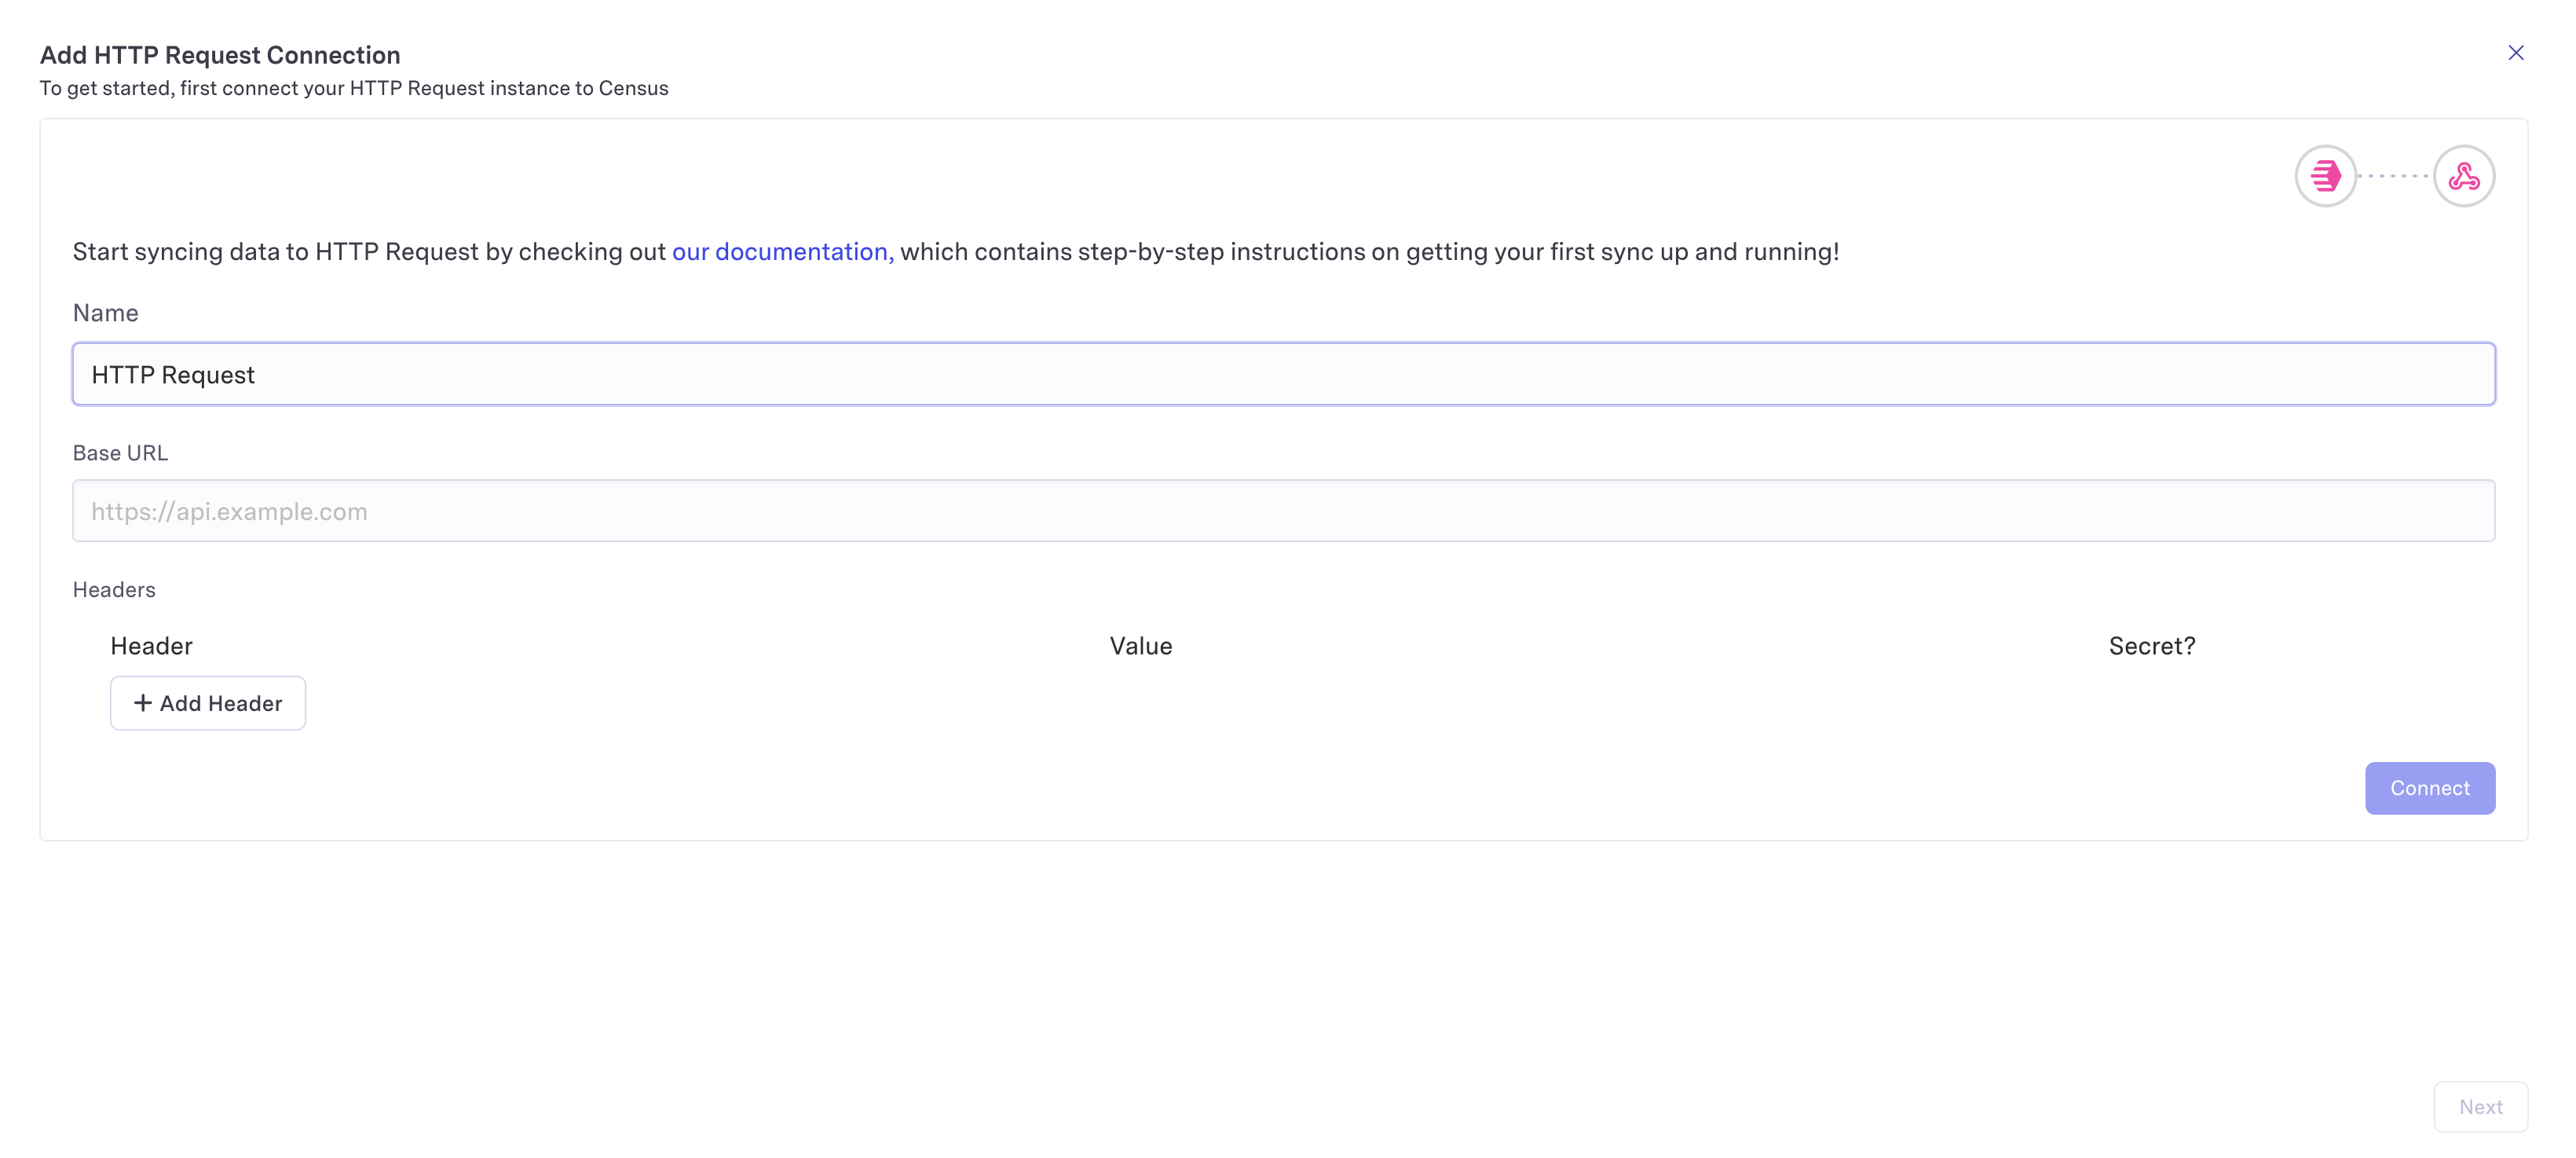 Add HTTP Request Connection
To get started, first connect your HTTP Request instance to Census
Start syncing data to HTTP Request by checking out our documentation, which contains step-by-step instructions on getting your first sync up and running!
Name
HTTP Request
Base URL
https://api.example.com
Headers
Header Value Secret?
+ Add Header
Connect
Next